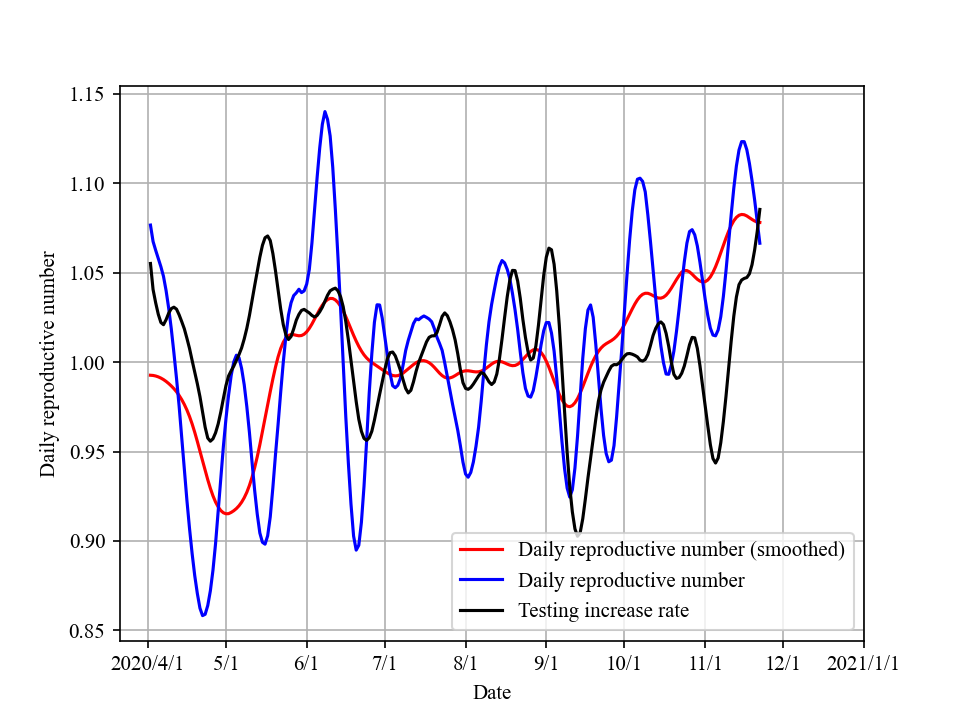 1.15
1.10
1.05
1.00
0.95
0.90
0.85
Daily reproductive number
Daily reproductive number (smoothed)
Daily reproductive number
Testing increase rate
2020/4/1 5/1 6/1 7/1 8/1 9/1 10/1 11/1 12/1 2021/1/1
Date